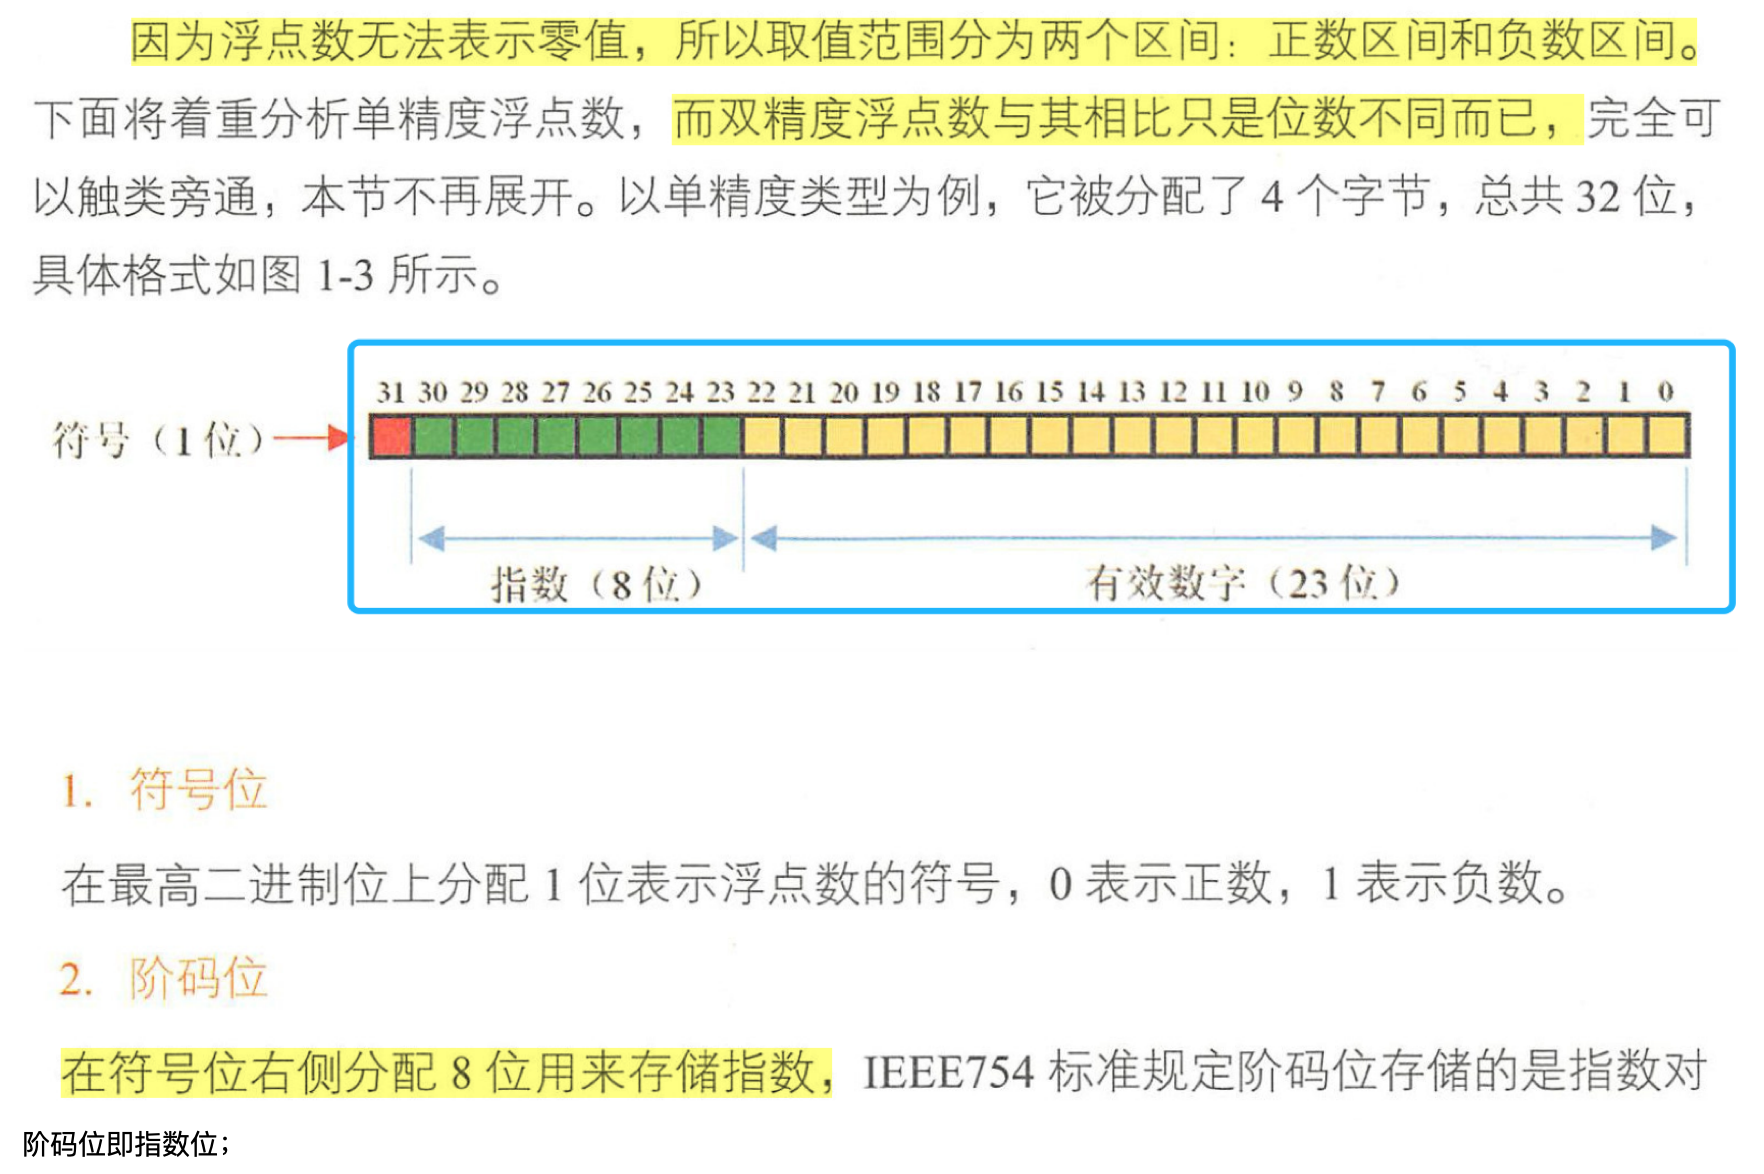 因为浮点数无法表示零值，所以取值范围分为两个区间：正数区间和负数区间。
下面将着重分析单精度浮点数，而双精度浮点数与其相比只是位数不同而已，完全可
以触类旁通，本节不再展开。以单精度类型为例，它被分配了 4 个字节，总共 32 位，
具体格式如图 1-3 所示。
31 30 29 28 27 26 25 24 23 22 21 20 19 18 17 16 15 14 13 12 11 10 9 8 7 6 5 4 3 2 1 0
符号（1 位）
指数（8 位） 有效数字（23 位）
1. 符号位
在最高二进制位上分配 1 位表示浮点数的符号，0 表示正数，1 表示负数。
2. 阶码位
在符号位右侧分配 8 位用来存储指数，IEEE754 标准规定阶码位存储的是指数对
阶码位即指数位；